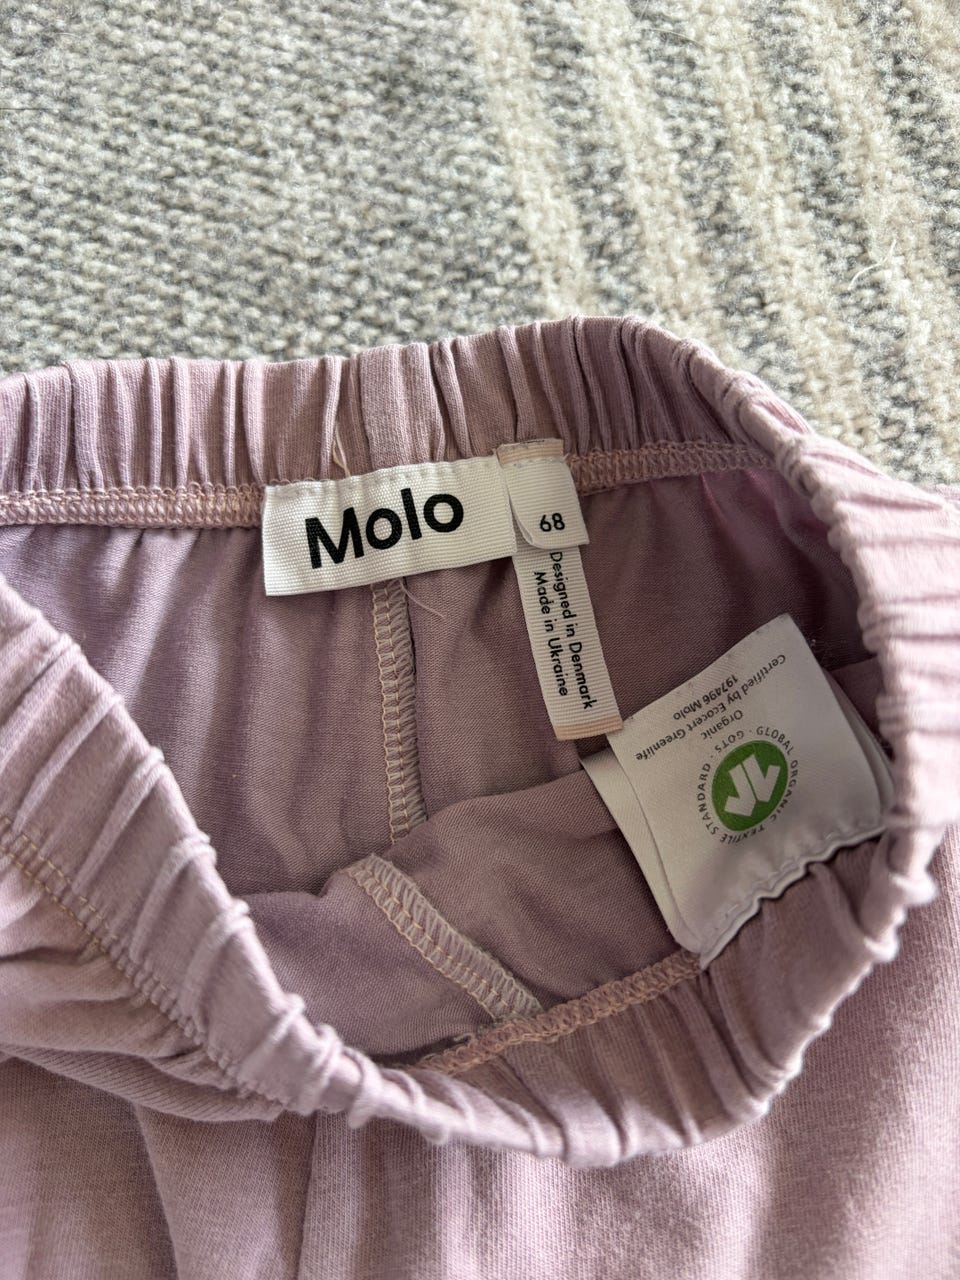 Molo
68
Designed in Denmark
Made in Ukraine
GLOBAL ORGANIC TEXTILE STANDARD · GOTS ·
Organic
Certified by Ecocert Greenlife
197496 Molo